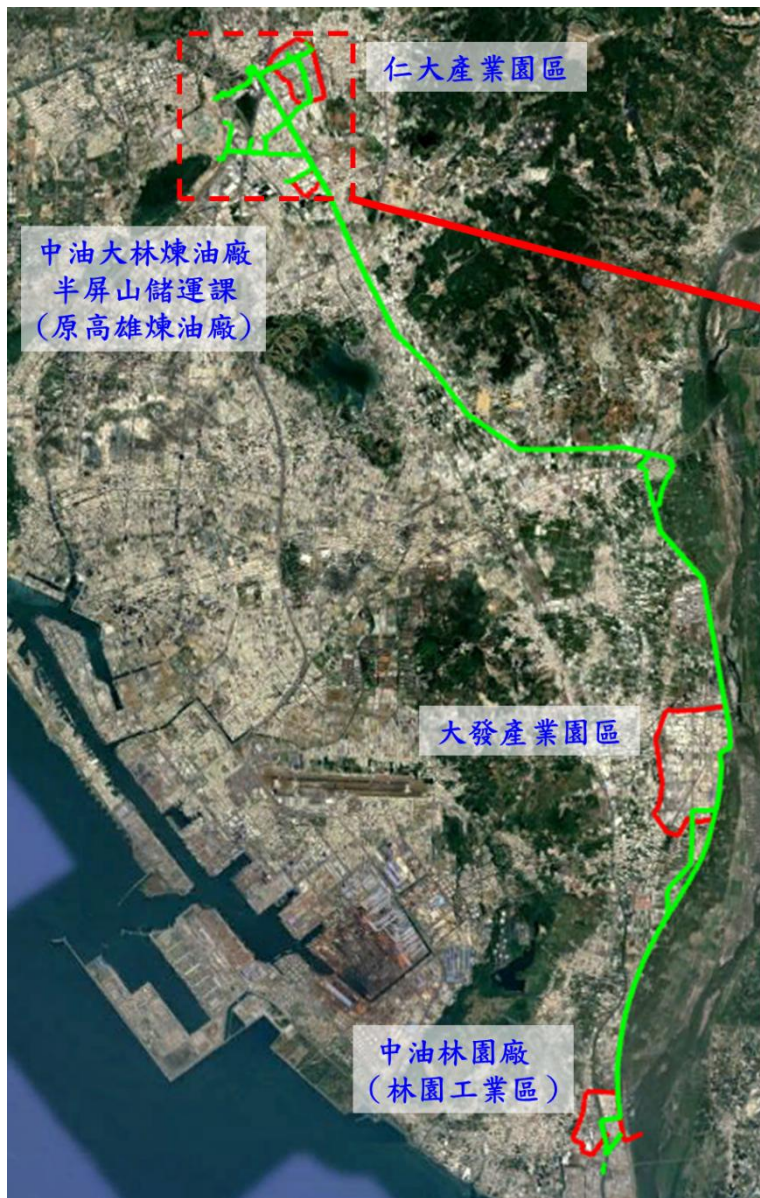 仁大產業園區
中油大林煉油廠
半屏山儲運課
（原高雄煉油廠）
大發產業園區
中油林園廠
（林園工業區）